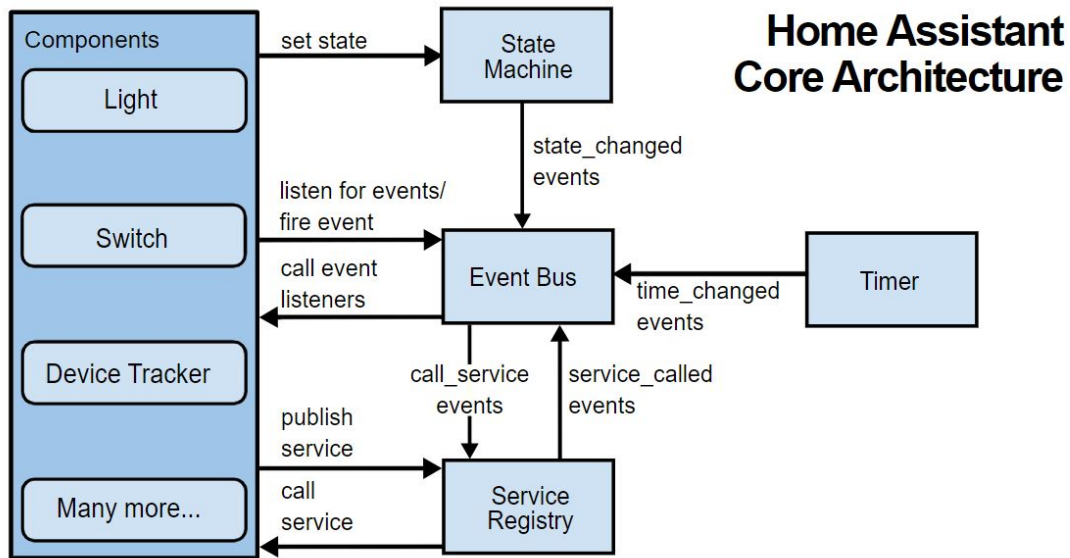 Home Assistant
Core Architecture
Components
Light
Switch
Device Tracker
Many more...
set state
State
Machine
state_changed
events
listen for events/
fire event
call event
listeners
Event Bus
time_changed
events
Timer
call_service
events
service_called
events
publish
service
call
service
Service
Registry